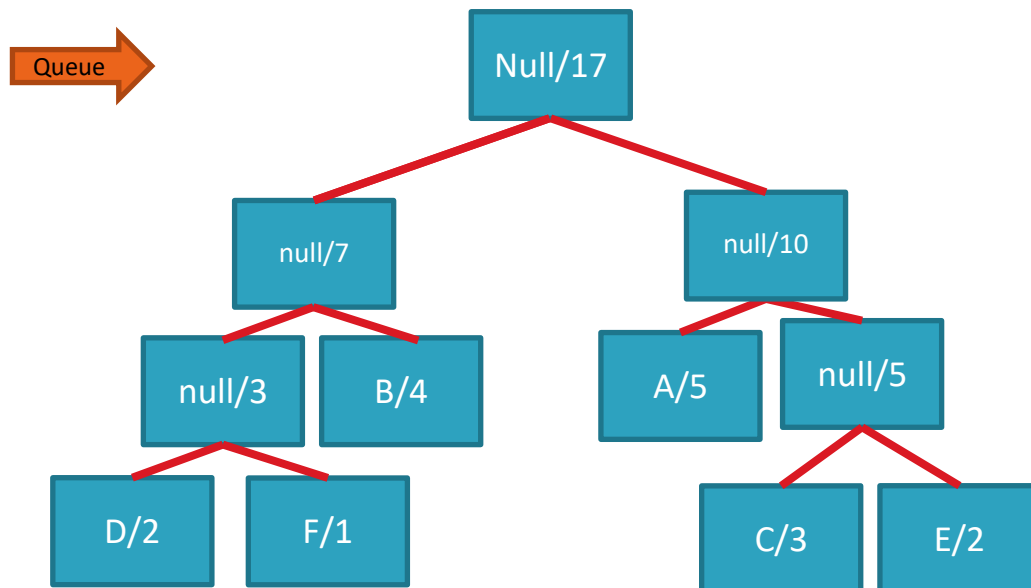 Queue
Null/17
null/7
null/10
null/3
B/4
A/5
null/5
D/2
F/1
C/3
E/2